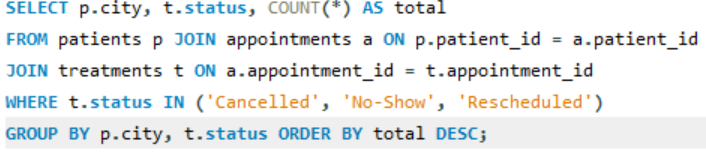 SELECT p.city, t.status, COUNT(*) AS total
FROM patients p JOIN appointments a ON p.patient_id = a.patient_id
JOIN treatments t ON a.appointment_id = t.appointment_id
WHERE t.status IN ('Cancelled', 'No-Show', 'Rescheduled')
GROUP BY p.city, t.status ORDER BY total DESC;